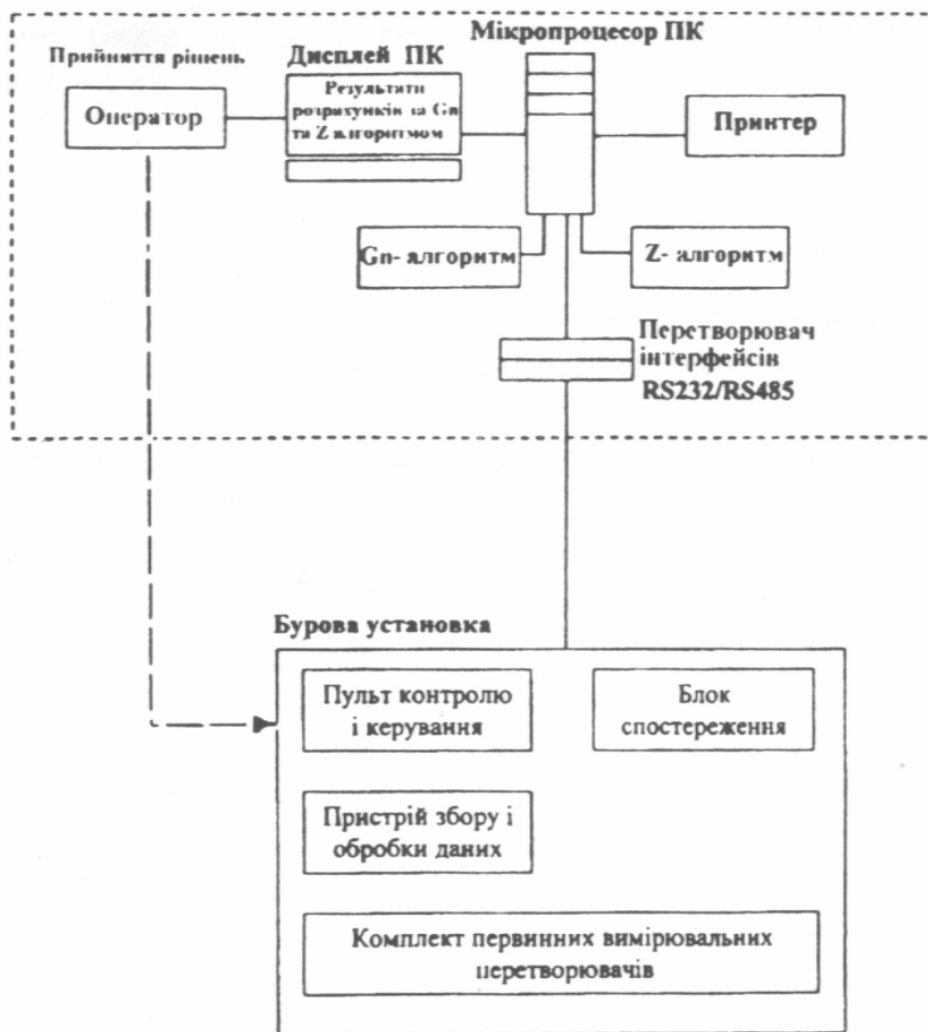 Мікропроцесор ПК
Прийняття рішень
Дисплей ПК
Оператор
Результати
розрахунків за Gn
та Z алгоритмом
Принтер
Gn- алгоритм
Z- алгоритм
Перетворювач
інтерфейсів
RS232/RS485
Бурова установка
Пульт контролю
і керування
Блок
спостереження
Пристрій збору і
обробки даних
Комплект первинних вимірювальних
перетворювачів